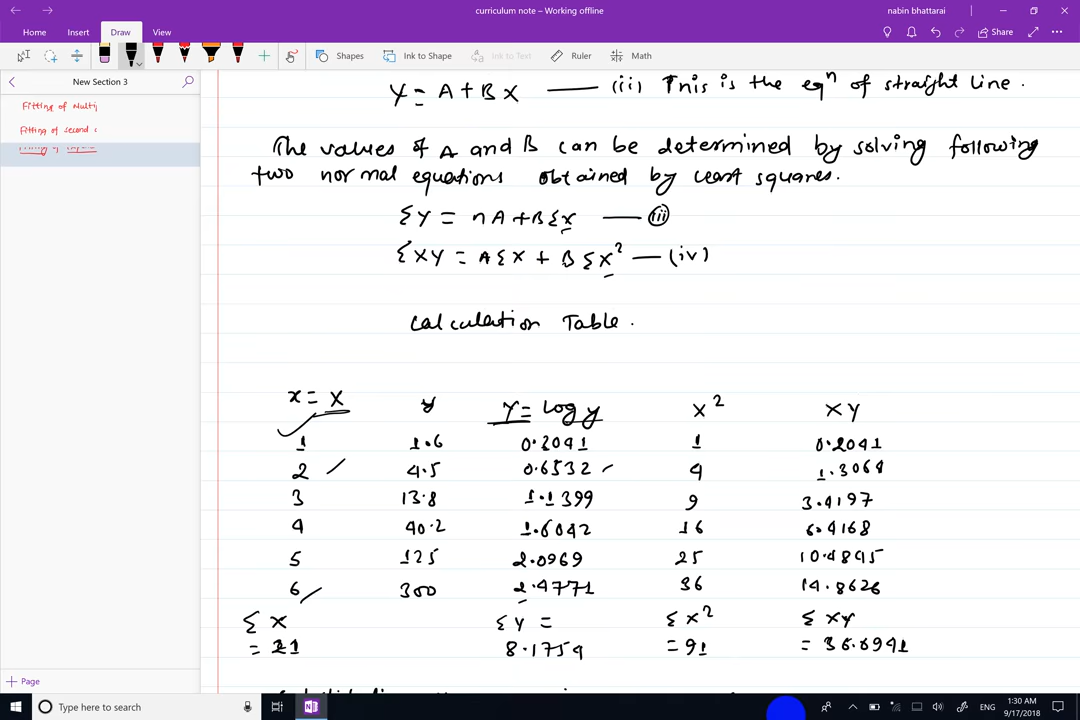 curriculum note – Working offline
nabin bhattarai
Home Insert Draw View
Share
Shapes Ink to Shape Ink to Text Ruler Math
New Section 3
Fitting of Multi
Fitting of second
Fitting of
Y = A + B X —— (ii) This is the eqⁿ of straight line.
The values of A and B can be determined by solving following
two normal equations obtained by least squares.
ΣY = nA + BΣX —— (iii)
ΣXY = AΣX + BΣX² — (iv)
Calculation Table.
x = X y Y = log y X² XY
1 1.6 0.2041 1 0.2041
2 4.5 0.6532 4 1.3064
3 13.8 1.1399 9 3.4197
4 40.2 1.6042 16 6.4168
5 125 2.0969 25 10.4845
6 300 2.4771 36 14.8626
ΣX ΣY = ΣX² ΣXY
= 21 8.1754 = 91 = 36.6941
+ Page
Type here to search
ENG
1:30 AM
9/17/2018